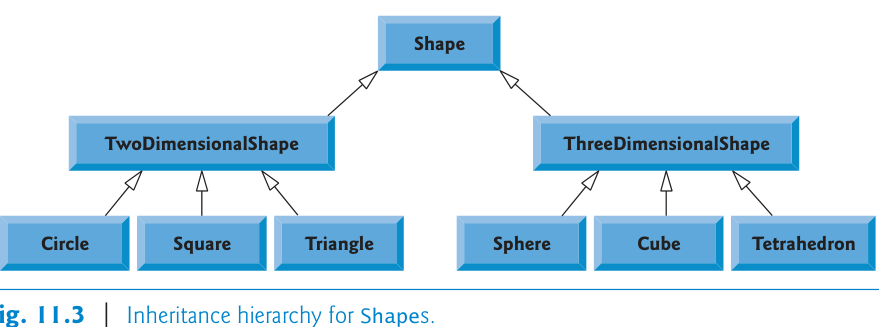 Shape
TwoDimensionalShape ThreeDimensionalShape
Circle Square Triangle Sphere Cube Tetrahedron
ig. 11.3 | Inheritance hierarchy for Shapes.